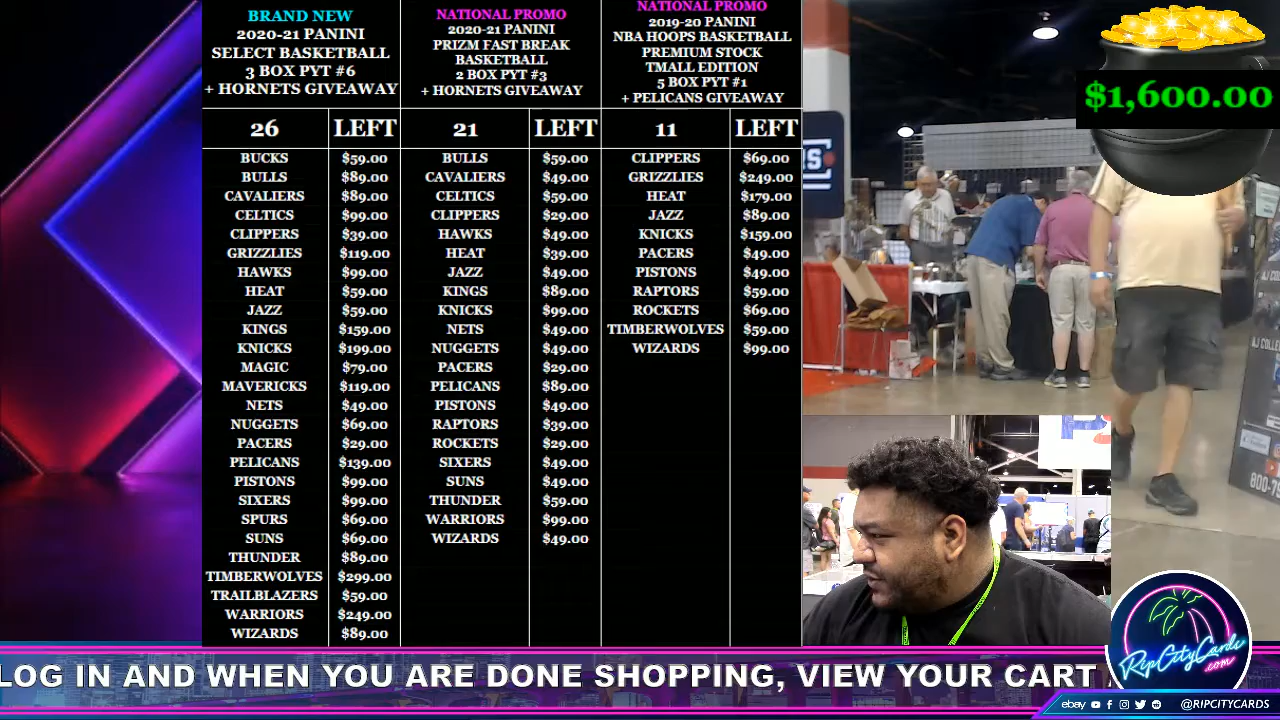 BRAND NEW
2020-21 PANINI
SELECT BASKETBALL
3 BOX PYT #6
+ HORNETS GIVEAWAY
26 LEFT
BUCKS $59.00
BULLS $89.00
CAVALIERS $89.00
CELTICS $99.00
CLIPPERS $39.00
GRIZZLIES $119.00
HAWKS $99.00
HEAT $59.00
JAZZ $59.00
KINGS $159.00
KNICKS $199.00
MAGIC $79.00
MAVERICKS $119.00
NETS $49.00
NUGGETS $69.00
PACERS $29.00
PELICANS $139.00
PISTONS $99.00
SIXERS $99.00
SPURS $69.00
SUNS $69.00
THUNDER $89.00
TIMBERWOLVES $299.00
TRAILBLAZERS $59.00
WARRIORS $249.00
WIZARDS $89.00
NATIONAL PROMO
2020-21 PANINI
PRIZM FAST BREAK
BASKETBALL
2 BOX PYT #3
+ HORNETS GIVEAWAY
21 LEFT
BULLS $59.00
CAVALIERS $49.00
CELTICS $59.00
CLIPPERS $29.00
HAWKS $49.00
HEAT $39.00
JAZZ $49.00
KINGS $89.00
KNICKS $99.00
NETS $49.00
NUGGETS $49.00
PACERS $29.00
PELICANS $89.00
PISTONS $49.00
RAPTORS $39.00
ROCKETS $29.00
SIXERS $49.00
SUNS $49.00
THUNDER $59.00
WARRIORS $99.00
WIZARDS $49.00
NATIONAL PROMO
2019-20 PANINI
NBA HOOPS BASKETBALL
PREMIUM STOCK
TMALL EDITION
5 BOX PYT #1
+ PELICANS GIVEAWAY
11 LEFT
CLIPPERS $69.00
GRIZZLIES $249.00
HEAT $179.00
JAZZ $89.00
KNICKS $159.00
PACERS $49.00
PISTONS $49.00
RAPTORS $59.00
ROCKETS $69.00
TIMBERWOLVES $59.00
WIZARDS $99.00
$1,600.00
LOG IN AND WHEN YOU ARE DONE SHOPPING, VIEW YOUR CART
RipCityCards
.com
ebay @RIPCITYCARDS